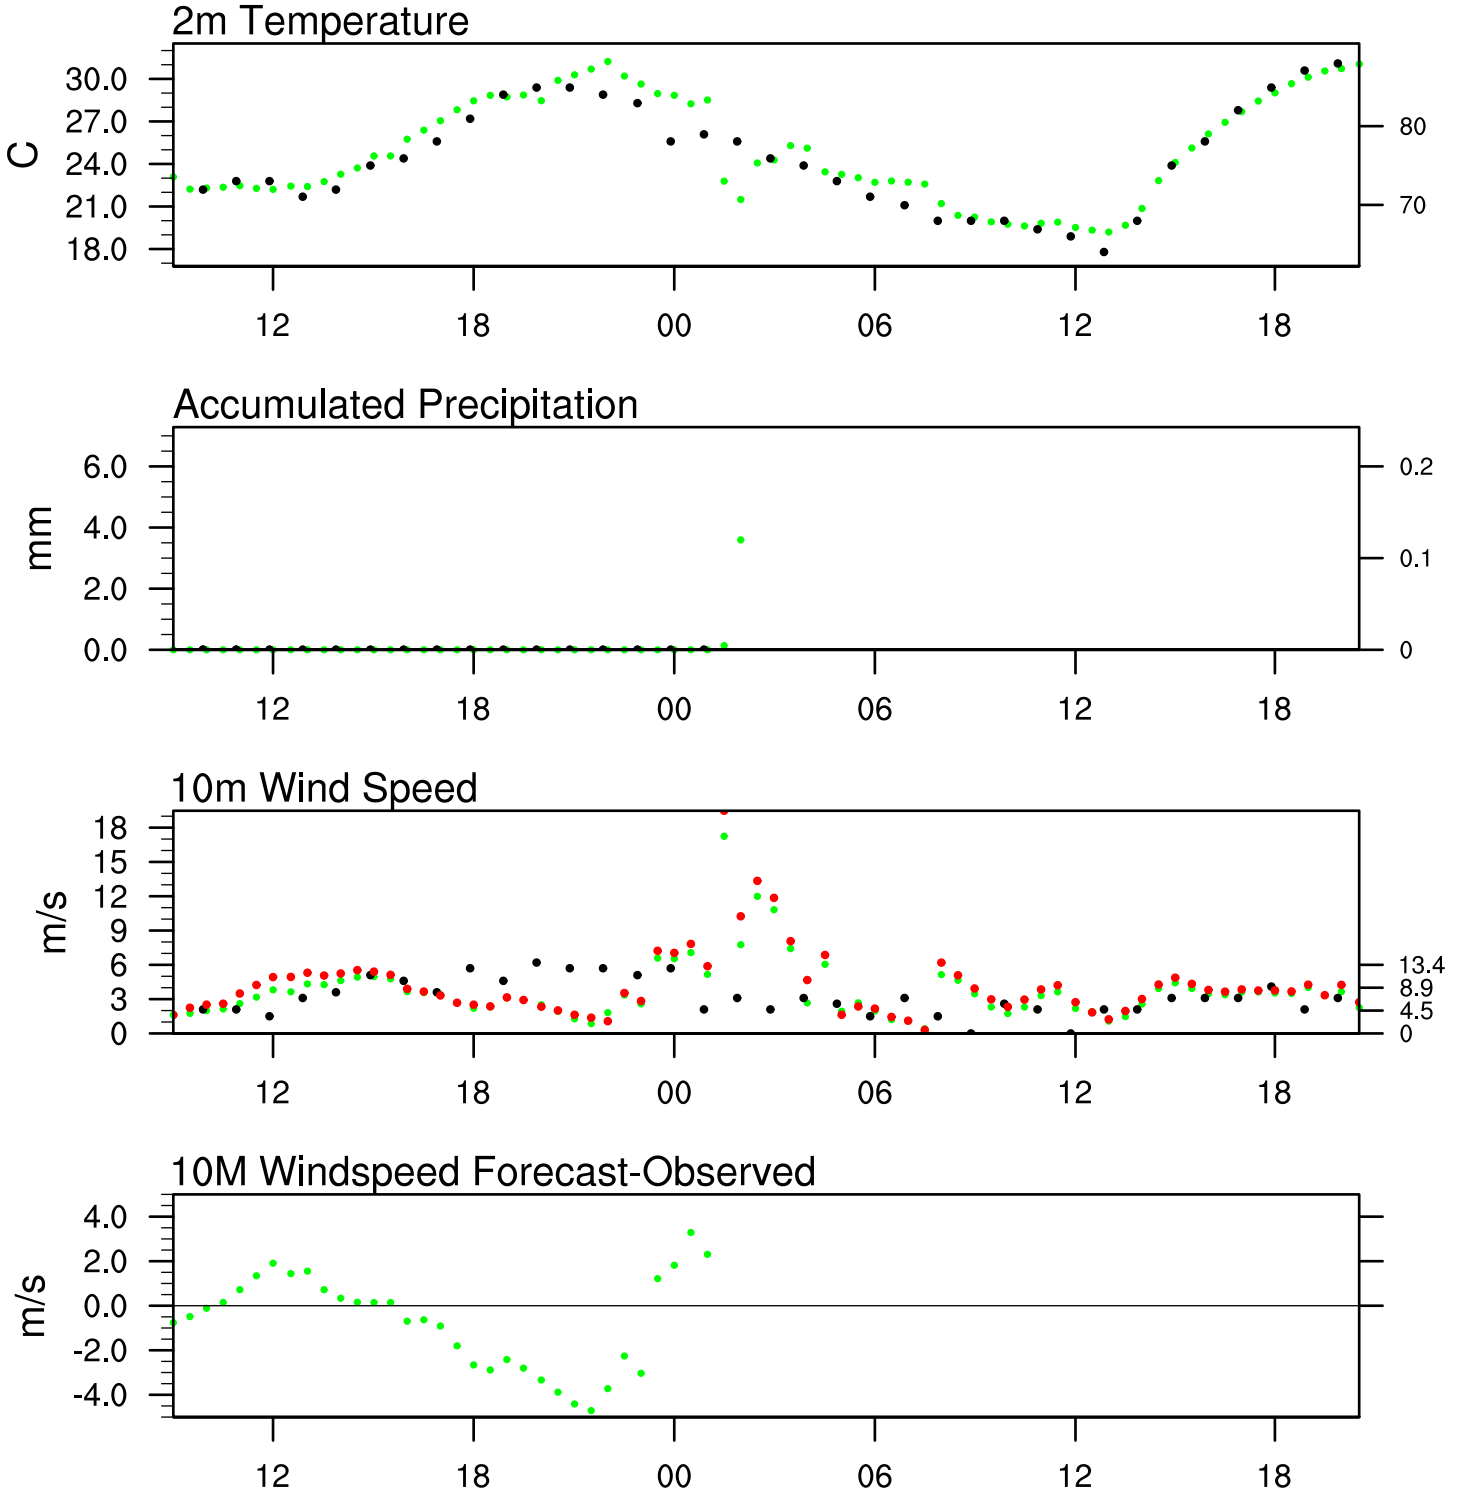 2m Temperature
30.0
27.0
24.0
21.0
18.0
C
80
70
12 18 00 06 12 18
Accumulated Precipitation
6.0
4.0
2.0
0.0
mm
0.2
0.1
0
12 18 00 06 12 18
10m Wind Speed
18
15
12
9
6
3
0
m/s
13.4
8.9
4.5
0
12 18 00 06 12 18
10M Windspeed Forecast-Observed
4.0
2.0
0.0
-2.0
-4.0
m/s
12 18 00 06 12 18